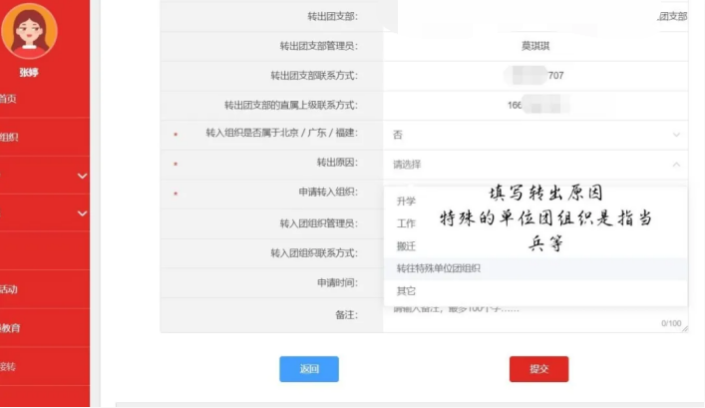 张婷
首页
组织
活动
教育
接转
转出团支部:
团支部
转出团支部管理员:
莫琪琪
转出团支部联系方式:
707
转出团支部的直属上级联系方式:
166
* 转入组织是否属于北京/广东/福建:
否
* 转出原因:
请选择
* 申请转入组织:
升学
工作
搬迁
转往特殊单位团组织
其它
填写转出原因
特殊的单位团组织是指当
兵等
转入团组织管理员:
转入团组织联系方式:
申请时间:
备注:
请输入备注，最多100个字……
0/100
返回
提交